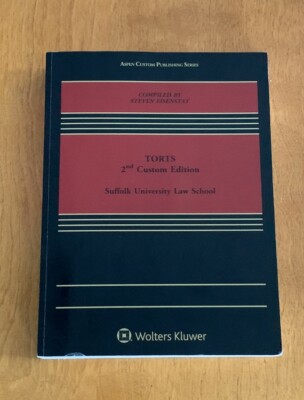 ASPEN CUSTOM PUBLISHING SERIES
COMPILED BY
STEVEN EISENSTAT
TORTS
2nd Custom Edition
Suffolk University Law School
Wolters Kluwer